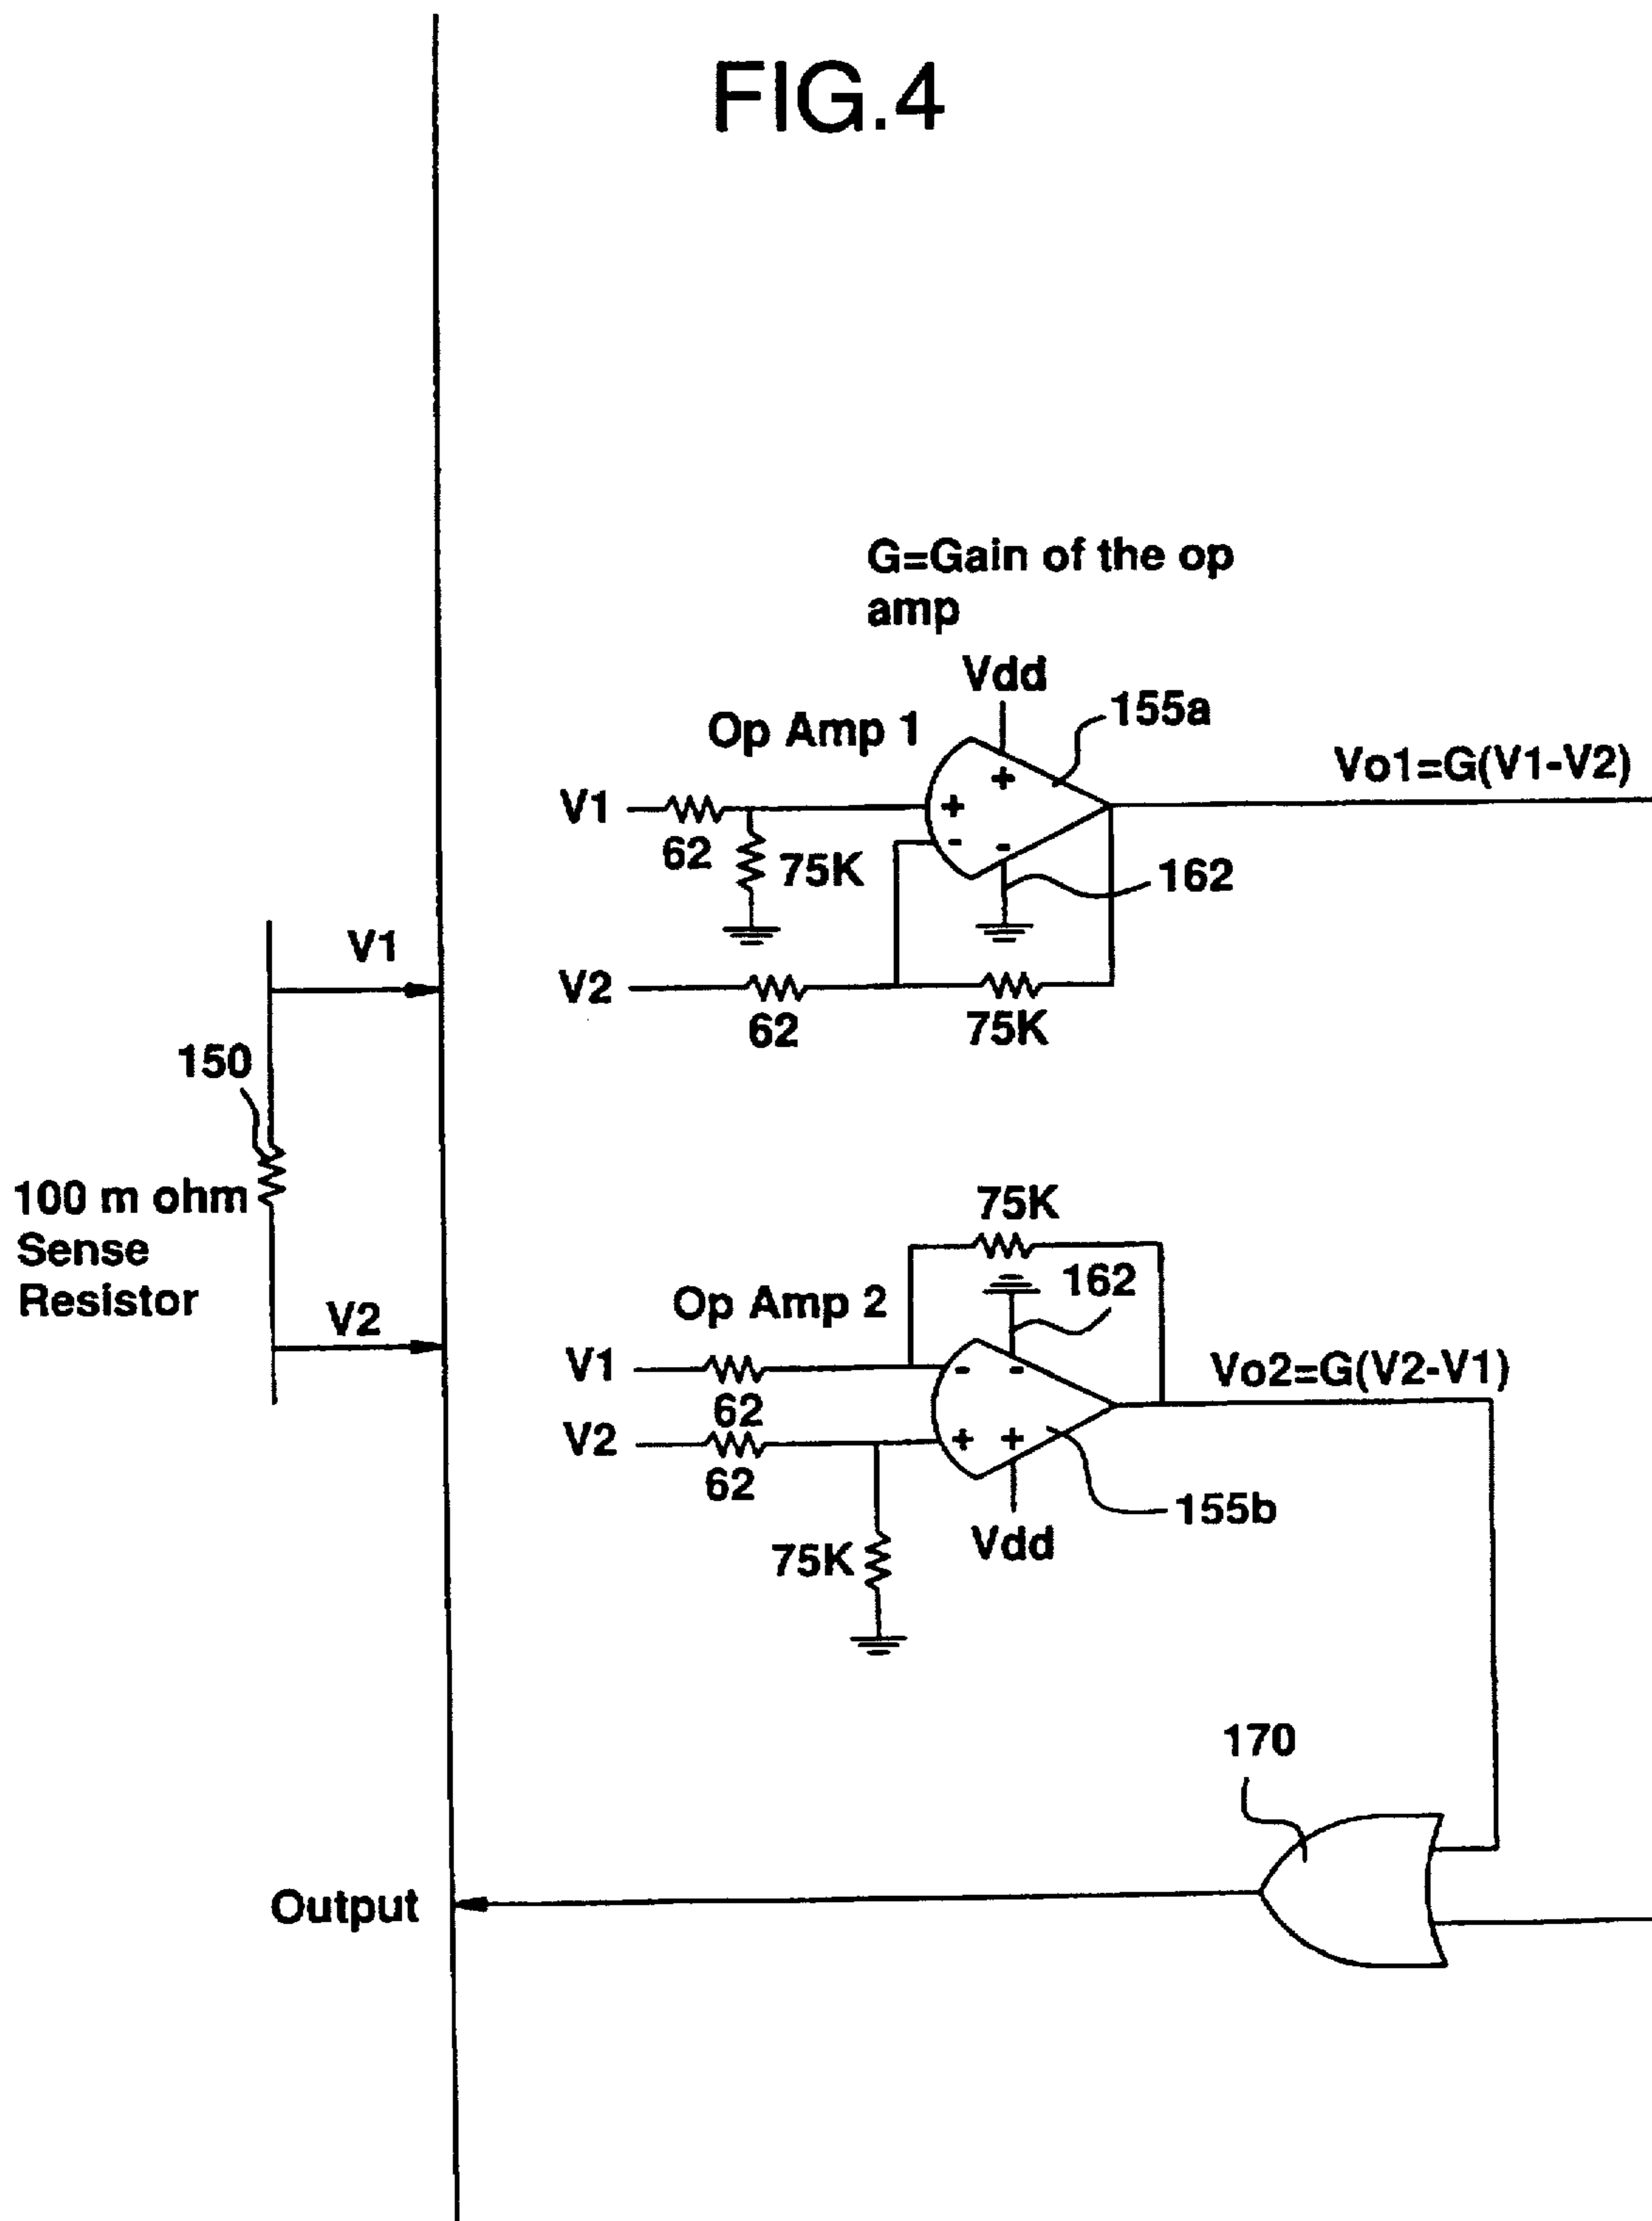 FIG.4
G=Gain of the op
amp
Vdd
Op Amp 1
155a
Vo1=G(V1-V2)
V1
62
75K
+
-
+
-
162
V2
62
75K
V1
150
100 m ohm
Sense
Resistor
V2
75K
Op Amp 2
162
V1
62
Vo2=G(V2-V1)
V2
62
-
-
+
+
155b
Vdd
75K
170
Output